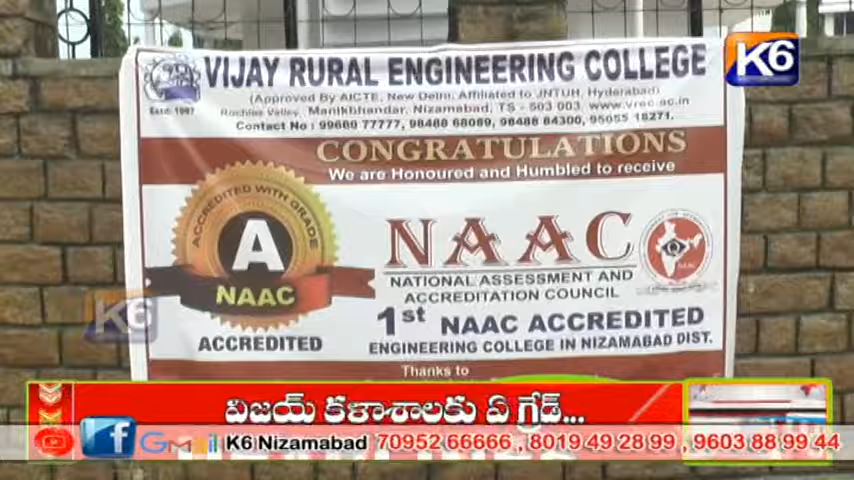 K6
VIJAY RURAL ENGINEERING COLLEGE
(Approved By AICTE, New Delhi, Affiliated to JNTUH, Hyderabad)
Estd: 1997
Manikbhandar, Nizamabad, TS - 503 003, www.vrec.ac.in
Contact No : 99680 77777, 98488 68089, 98488 84300, 95055 18271.
CONGRATULATIONS
We are Honoured and Humbled to receive
ACCREDITED WITH GRADE
A
NAAC
ACCREDITED
NAAC
NATIONAL ASSESSMENT AND
ACCREDITATION COUNCIL
1st NAAC ACCREDITED
ENGINEERING COLLEGE IN NIZAMABAD DIST.
Thanks to
K6
విజయ్ కళాశాలకు ఏ గ్రేడ్...
f Gmail K6 Nizamabad 70952 66666 , 8019 49 28 99 , 9603 88 99 44